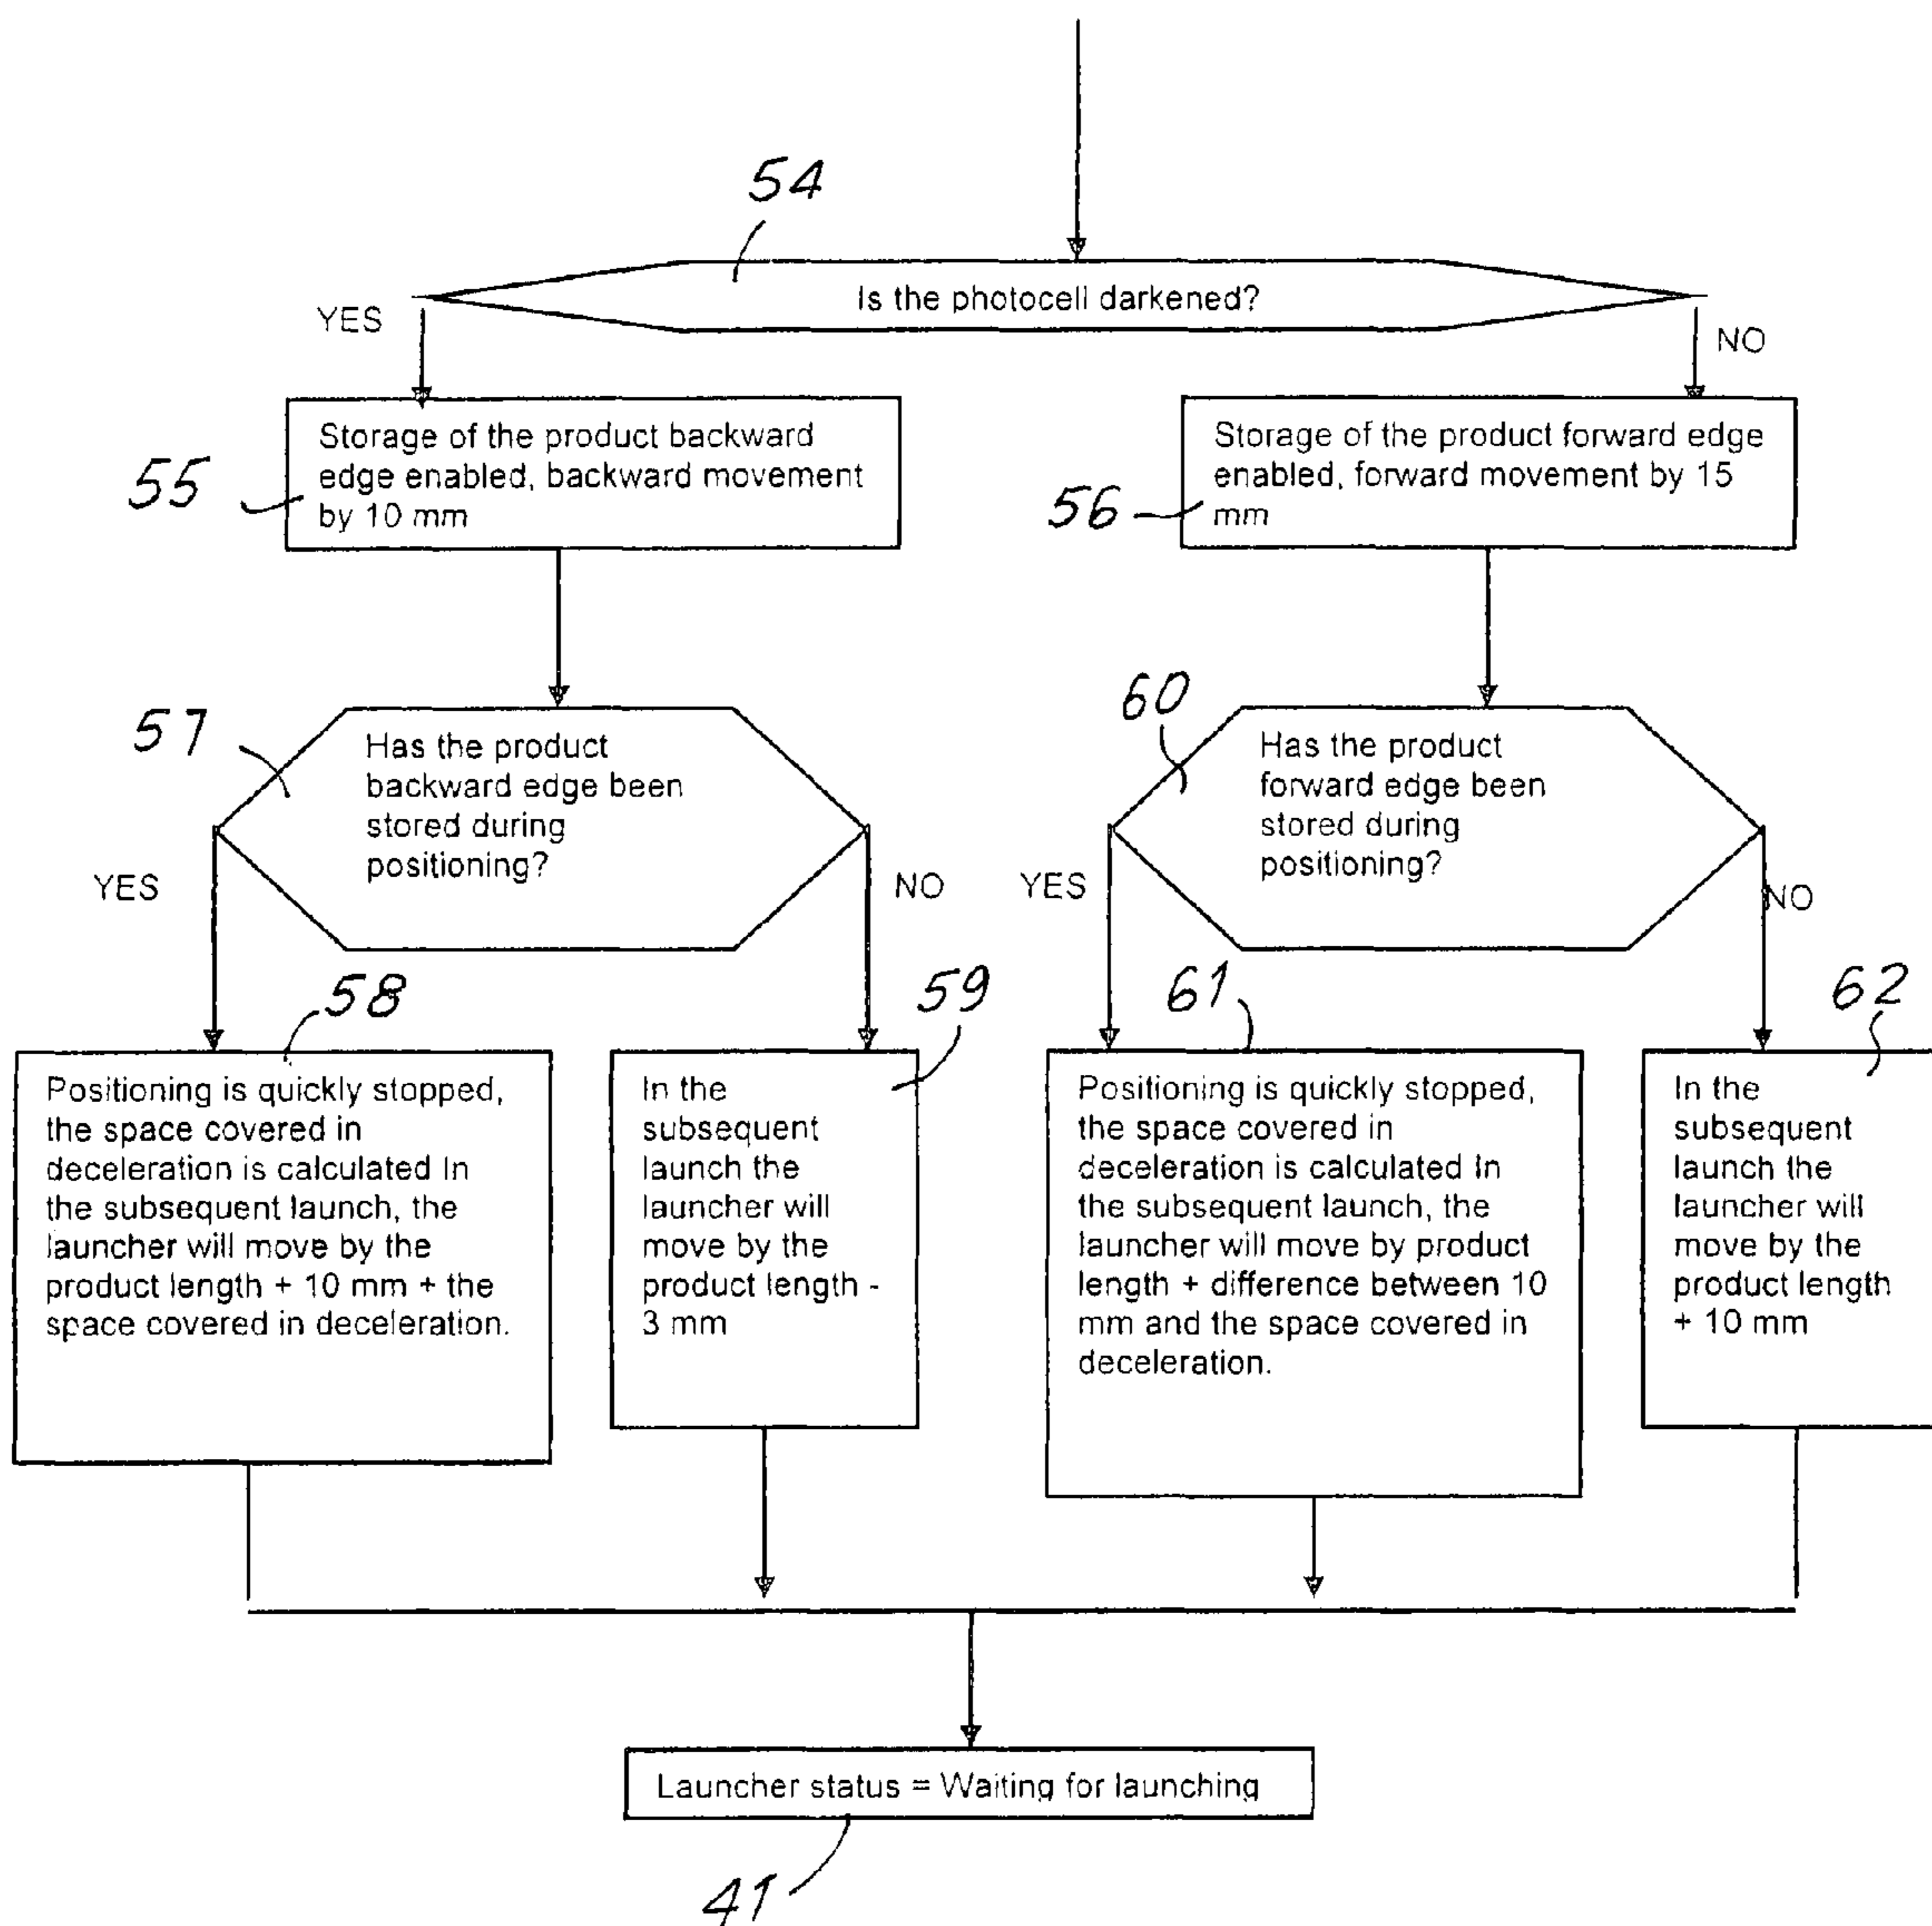 54
Is the photocell darkened?
YES
NO
55
Storage of the product backward
edge enabled, backward movement
by 10 mm
56
Storage of the product forward edge
enabled, forward movement by 15
mm
57
Has the product
backward edge been
stored during
positioning?
YES
NO
60
Has the product
forward edge been
stored during
positioning?
YES
NO
58
Positioning is quickly stopped,
the space covered in
deceleration is calculated In
the subsequent launch, the
launcher will move by the
product length + 10 mm + the
space covered in deceleration.
59
In the
subsequent
launch the
launcher will
move by the
product length -
3 mm
61
Positioning is quickly stopped,
the space covered in
deceleration is calculated In
the subsequent launch, the
launcher will move by product
length + difference between 10
mm and the space covered in
deceleration.
62
In the
subsequent
launch the
launcher will
move by the
product length
+ 10 mm
Launcher status = Waiting for launching
41